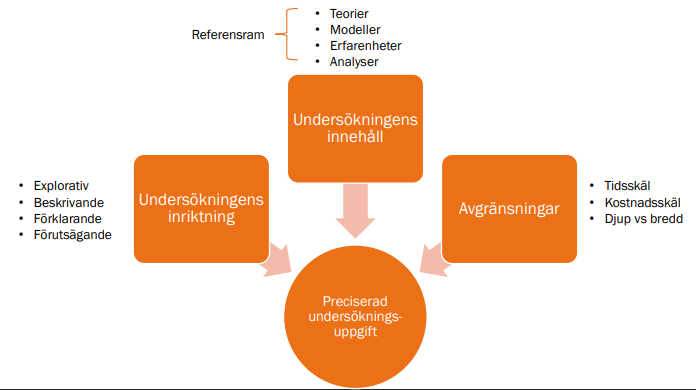 Referensram
• Teorier
• Modeller
• Erfarenheter
• Analyser
Undersökningens
innehåll
• Explorativ
• Beskrivande
• Förklarande
• Förutsägande
Undersökningens
inriktning
Avgränsningar
• Tidsskäl
• Kostnadsskäl
• Djup vs bredd
Preciserad
undersöknings-
uppgift